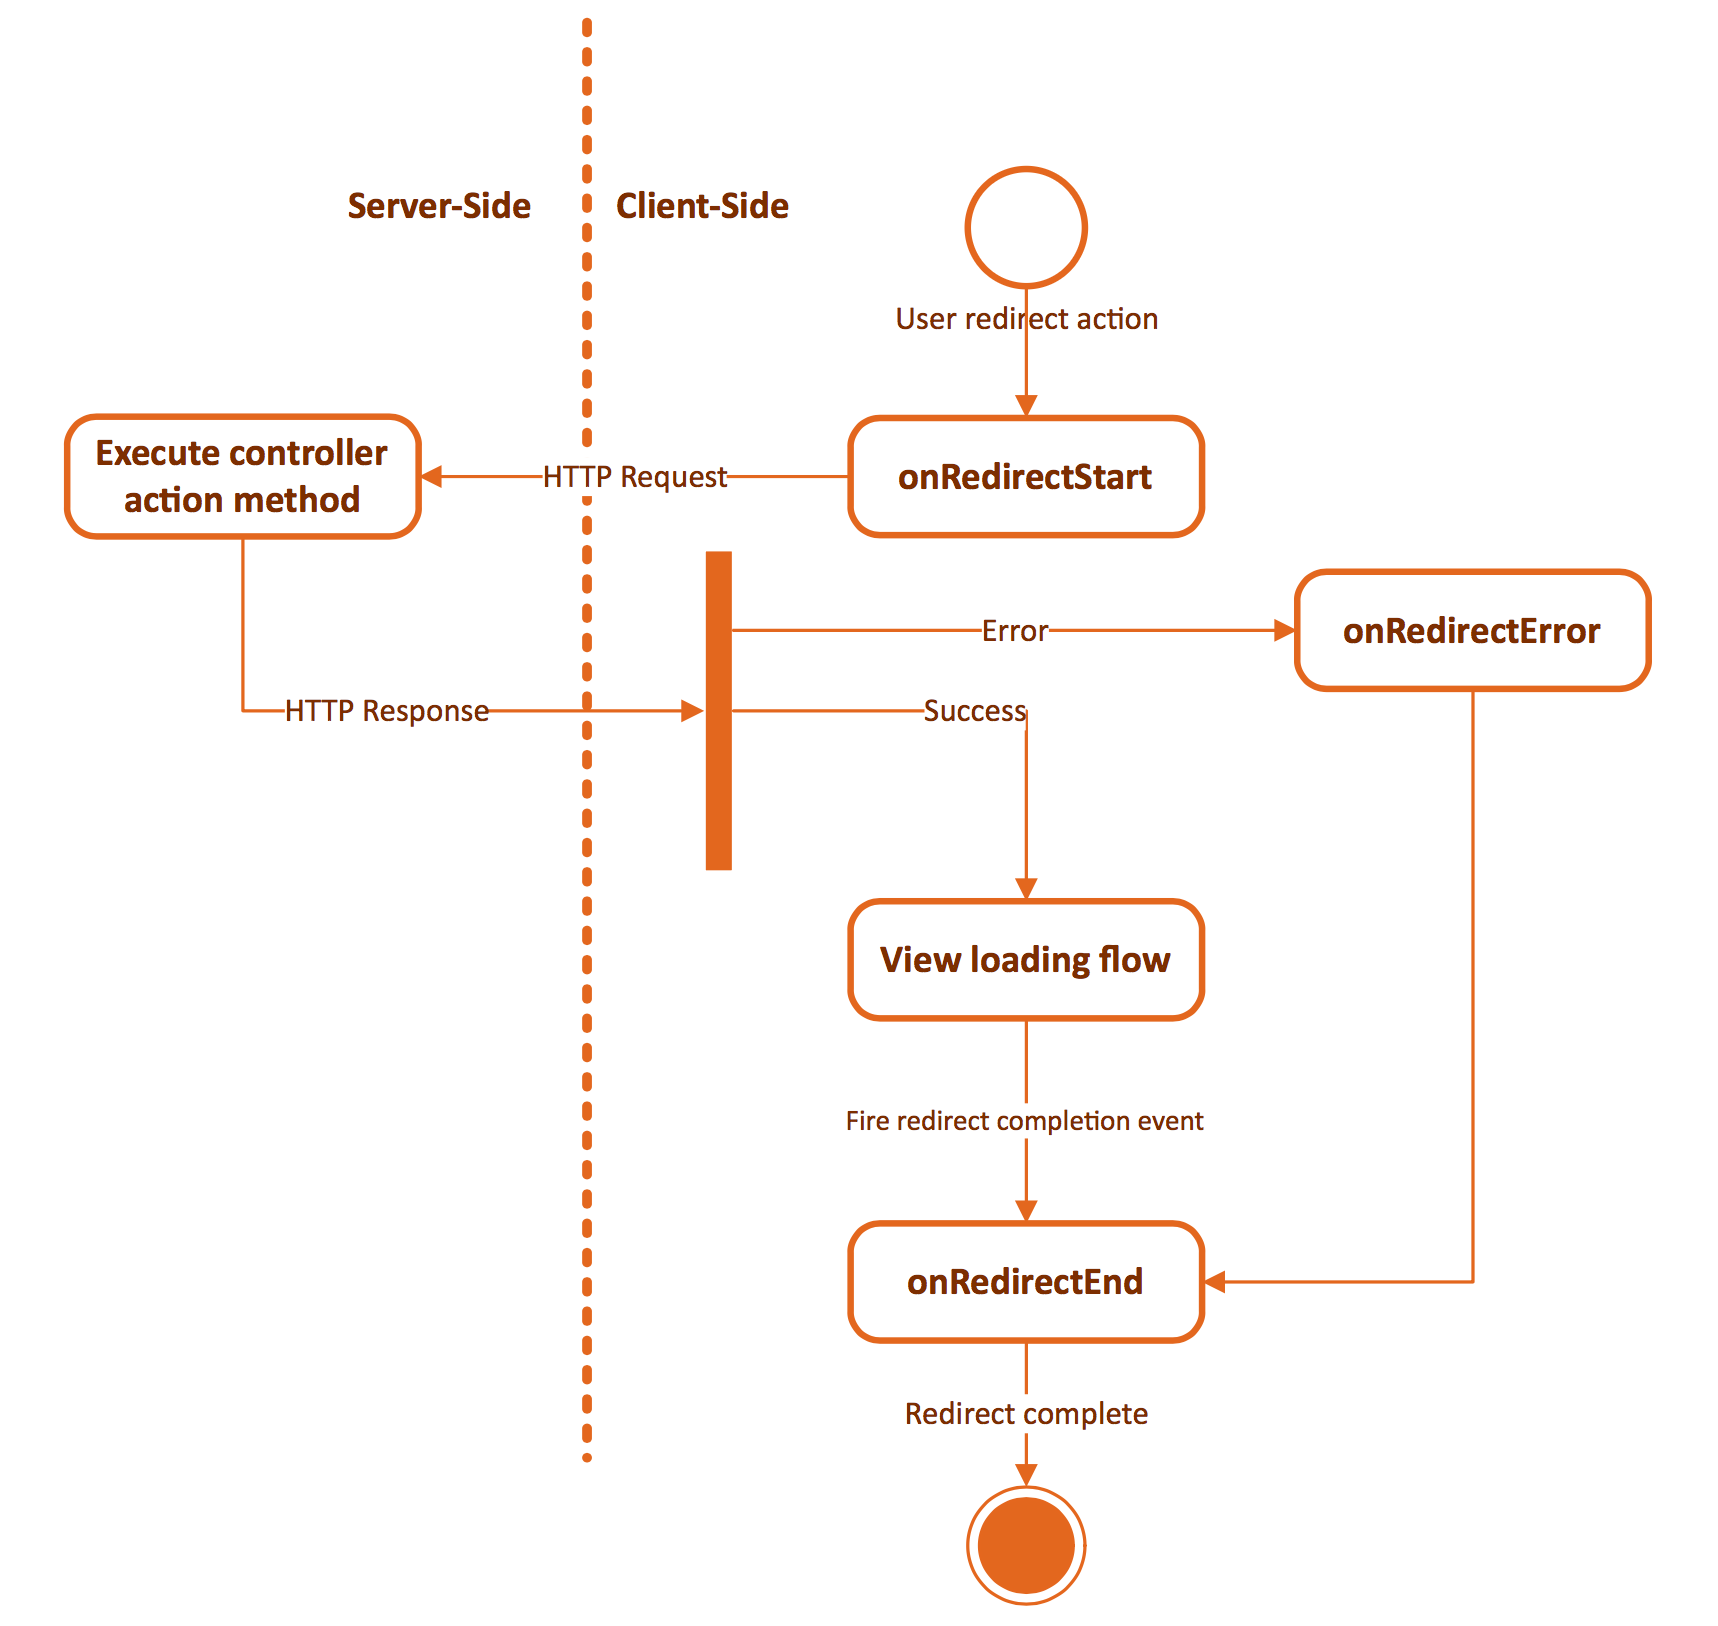 Server-Side
Client-Side
User redirect action
Execute controller
action method
HTTP Request
onRedirectStart
Error
onRedirectError
HTTP Response
Success
View loading flow
Fire redirect completion event
onRedirectEnd
Redirect complete